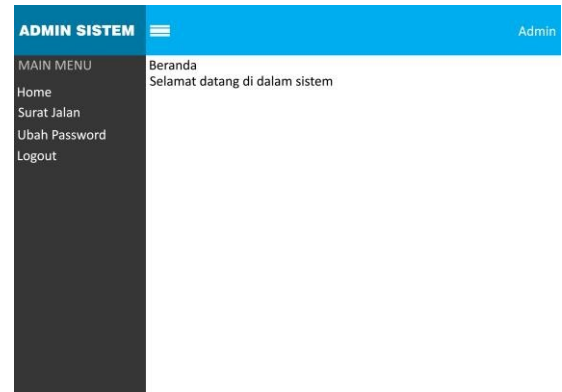 ADMIN SISTEM
Admin
MAIN MENU
Home
Surat Jalan
Ubah Password
Logout
Beranda
Selamat datang di dalam sistem